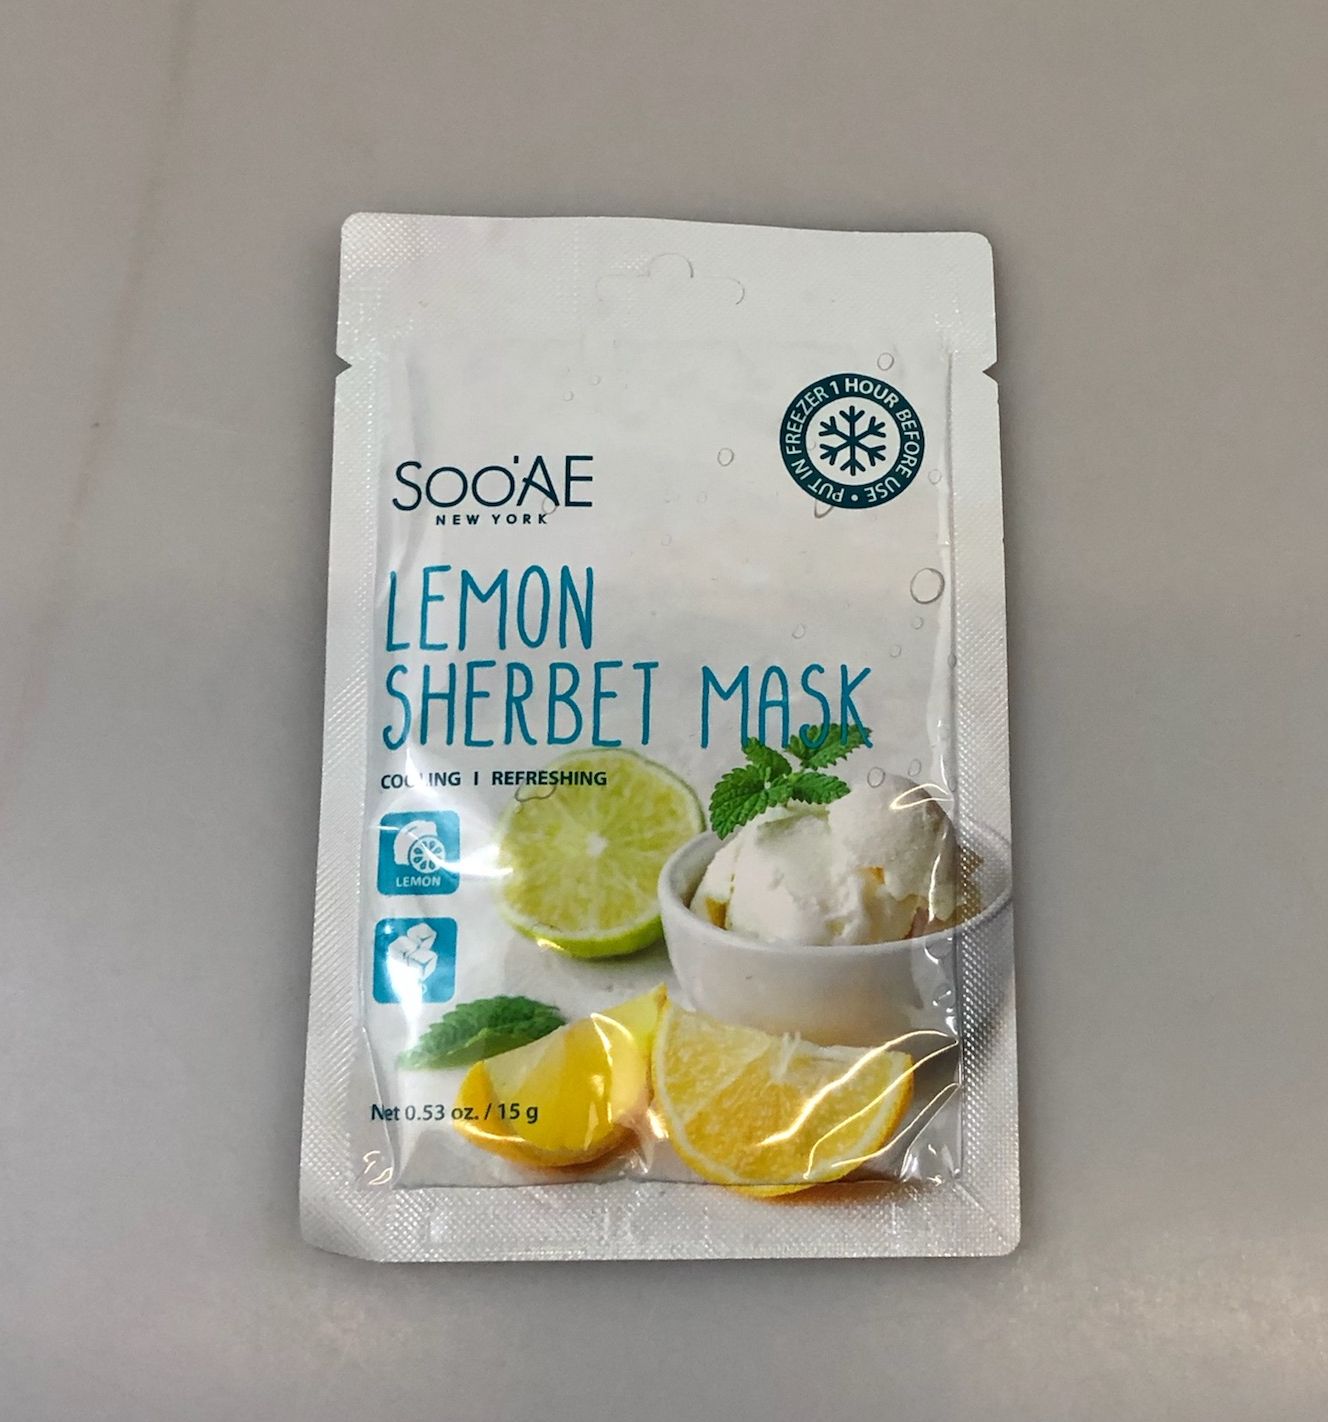 PUT IN FREEZER 1 HOUR BEFORE USE •
SOO'AE
NEW YORK
LEMON
SHERBET MASK
COOLING I REFRESHING
LEMON
Net 0.53 oz. / 15 g